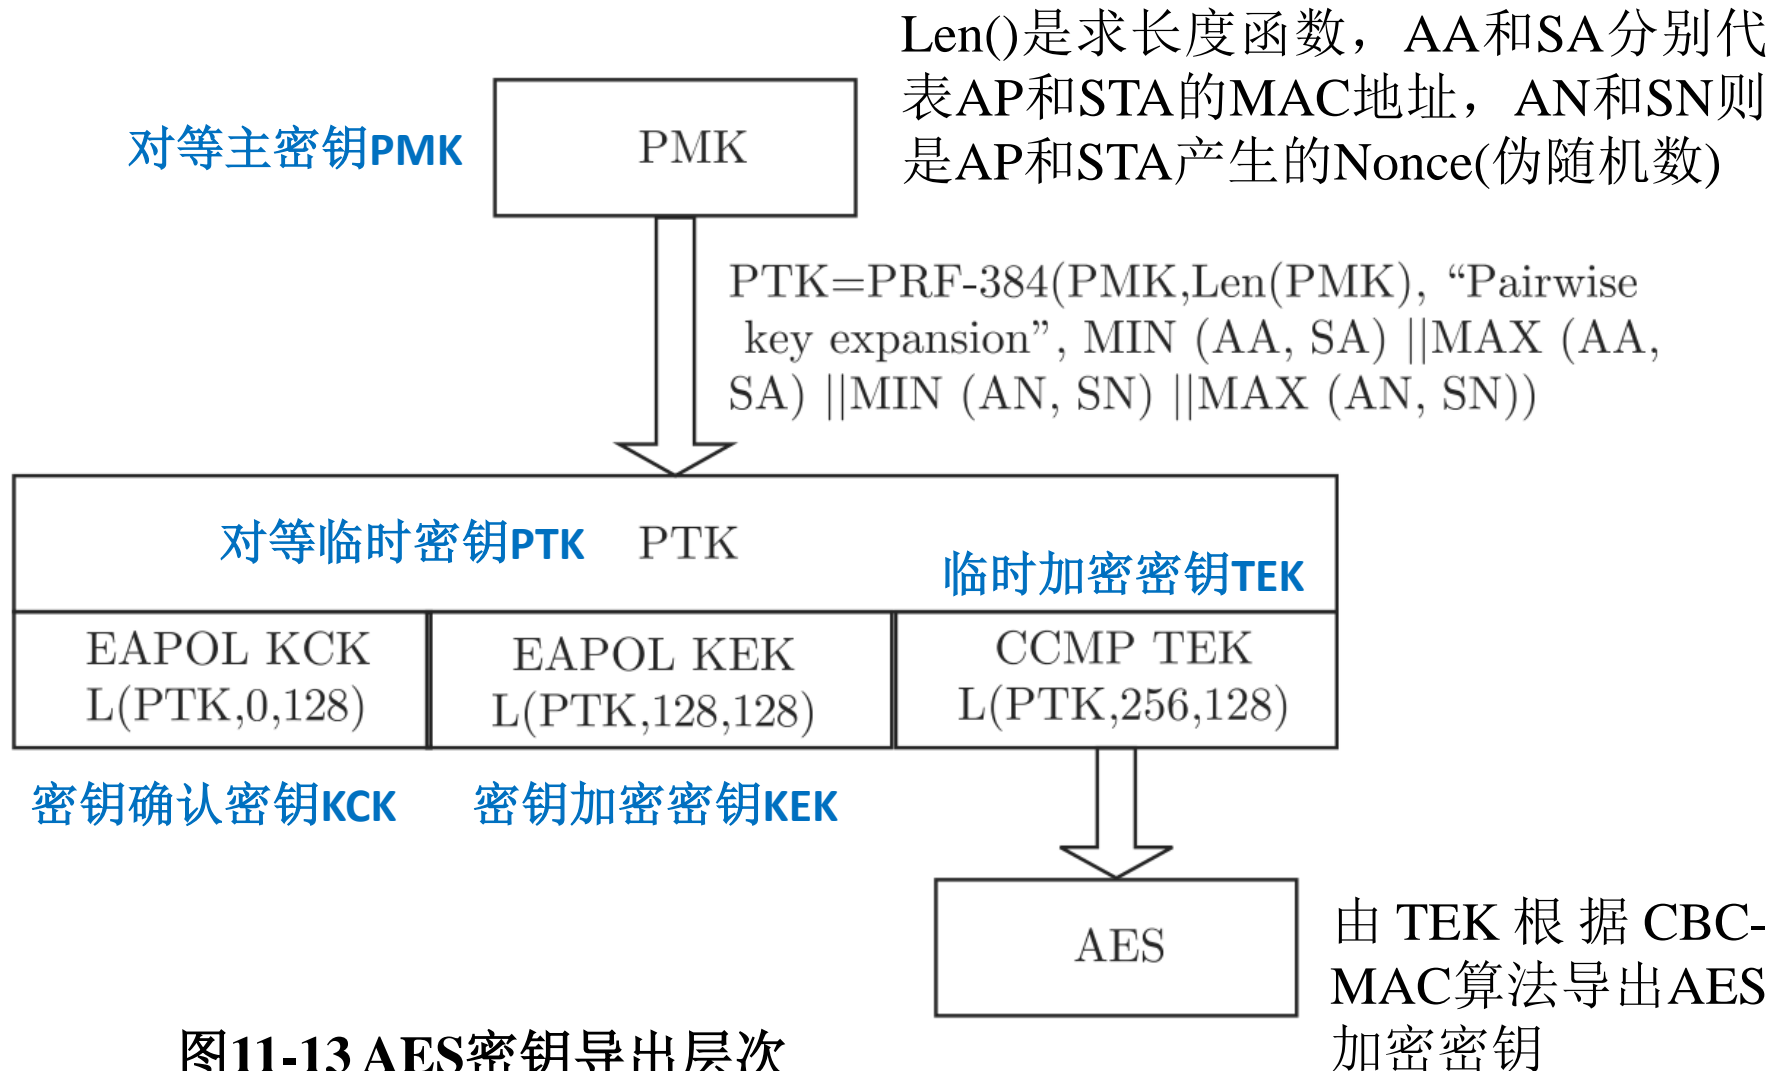 Len()是求长度函数，AA和SA分别代
表AP和STA的MAC地址，AN和SN则
是AP和STA产生的Nonce(伪随机数)
对等主密钥PMK
PMK
PTK=PRF-384(PMK,Len(PMK), “Pairwise
key expansion”, MIN (AA, SA) ||MAX (AA,
SA) ||MIN (AN, SN) ||MAX (AN, SN))
对等临时密钥PTK
PTK
临时加密密钥TEK
EAPOL KCK
L(PTK,0,128)
EAPOL KEK
L(PTK,128,128)
CCMP TEK
L(PTK,256,128)
密钥确认密钥KCK
密钥加密密钥KEK
AES
由 TEK 根 据 CBC-
MAC算法导出AES
加密密钥
图11-13 AES密钥导出层次